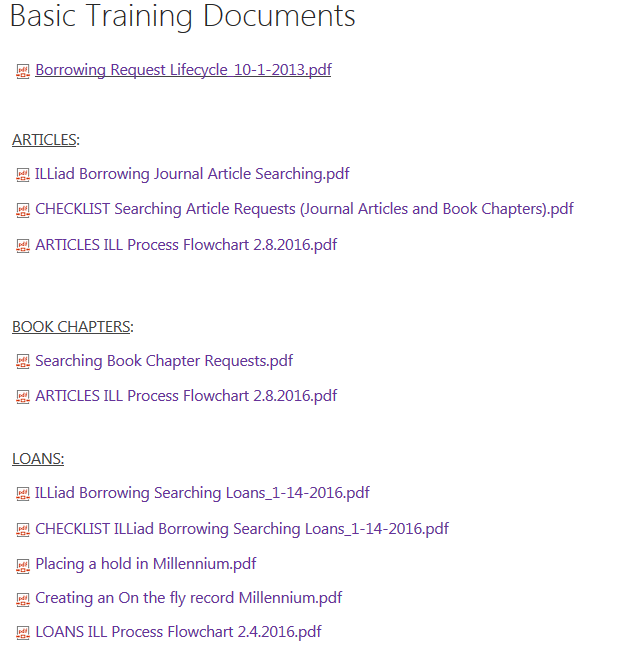 Basic Training Documents
Borrowing Request Lifecycle_10-1-2013.pdf
ARTICLES:
ILLiad Borrowing Journal Article Searching.pdf
CHECKLIST Searching Article Requests (Journal Articles and Book Chapters).pdf
ARTICLES ILL Process Flowchart 2.8.2016.pdf
BOOK CHAPTERS:
Searching Book Chapter Requests.pdf
ARTICLES ILL Process Flowchart 2.8.2016.pdf
LOANS:
ILLiad Borrowing Searching Loans_1-14-2016.pdf
CHECKLIST ILLiad Borrowing Searching Loans_1-14-2016.pdf
Placing a hold in Millennium.pdf
Creating an On the fly record Millennium.pdf
LOANS ILL Process Flowchart 2.4.2016.pdf